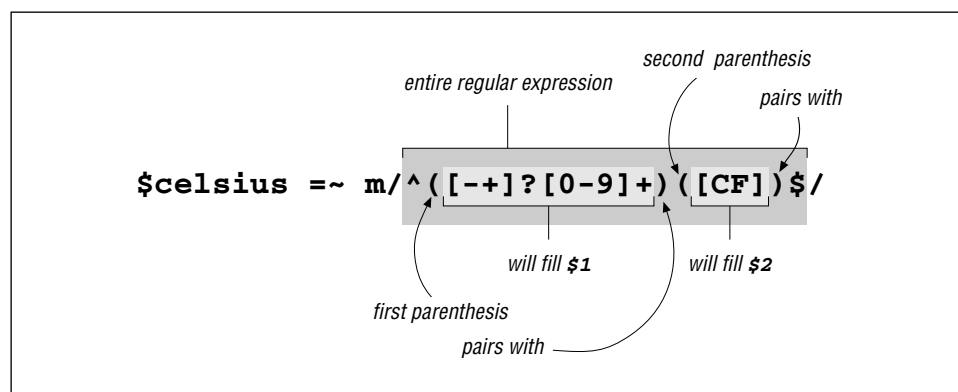 second parenthesis
entire regular expression
pairs with
$celsius =~ m/^([-+]?[0-9]+)([CF])$/
will fill $1
will fill $2
first parenthesis
pairs with